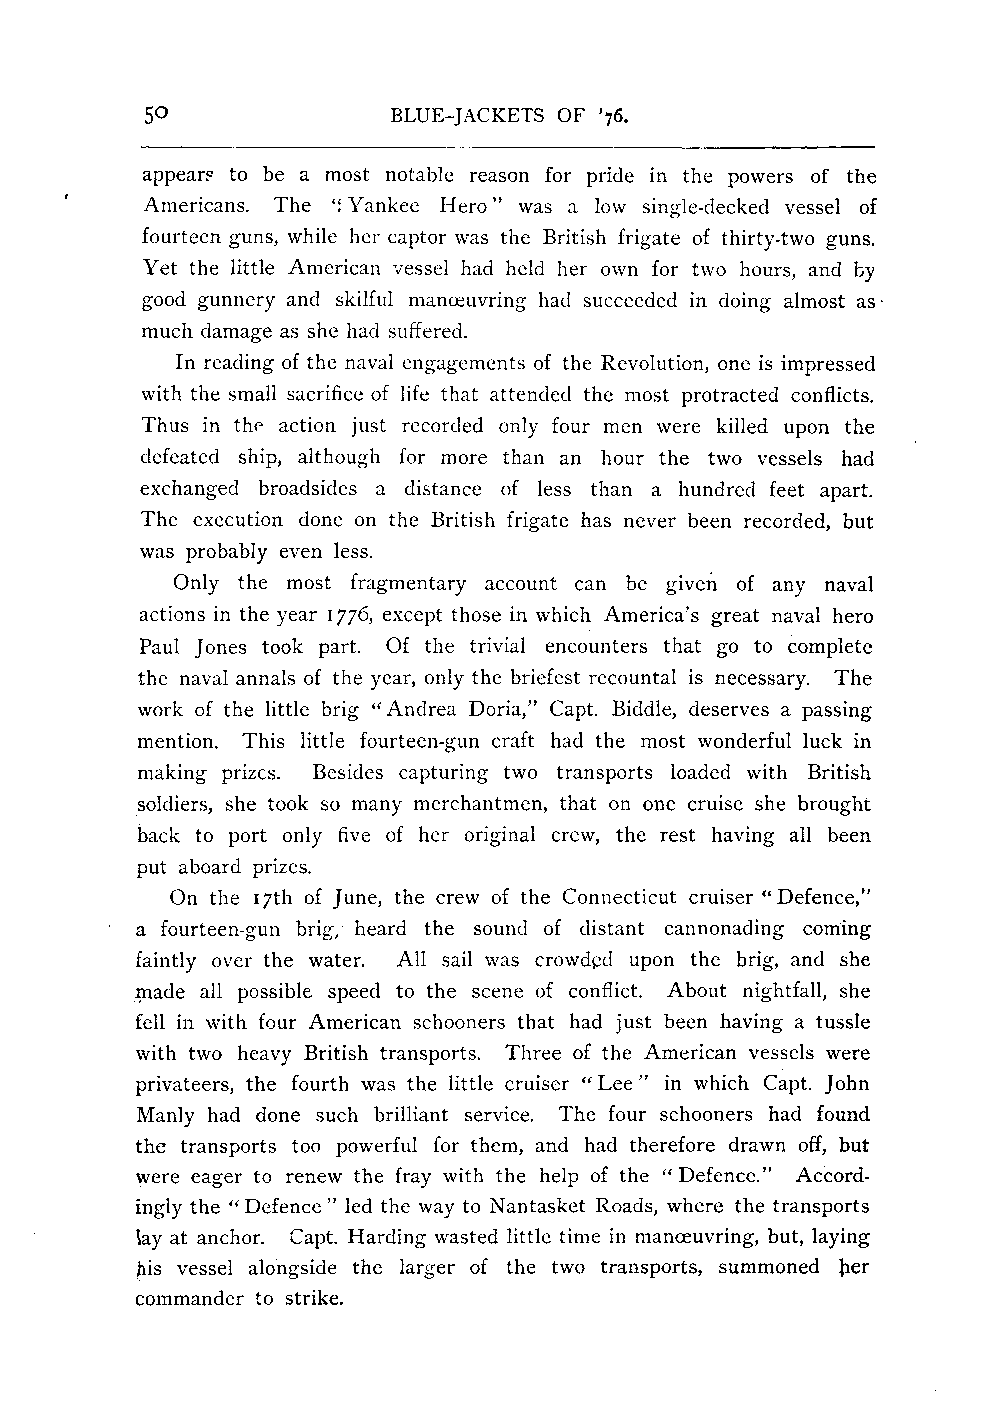 50 BLUE-JACKETS OF '76.
appears to be a most notable reason for pride in the powers of the
Americans. The "Yankee Hero" was a low single-decked vessel of
fourteen guns, while her captor was the British frigate of thirty-two guns.
Yet the little American vessel had held her own for two hours, and by
good gunnery and skilful manœuvring had succeeded in doing almost as
much damage as she had suffered.
In reading of the naval engagements of the Revolution, one is impressed
with the small sacrifice of life that attended the most protracted conflicts.
Thus in the action just recorded only four men were killed upon the
defeated ship, although for more than an hour the two vessels had
exchanged broadsides a distance of less than a hundred feet apart.
The execution done on the British frigate has never been recorded, but
was probably even less.
Only the most fragmentary account can be given of any naval
actions in the year 1776, except those in which America's great naval hero
Paul Jones took part. Of the trivial encounters that go to complete
the naval annals of the year, only the briefest recountal is necessary. The
work of the little brig "Andrea Doria," Capt. Biddle, deserves a passing
mention. This little fourteen-gun craft had the most wonderful luck in
making prizes. Besides capturing two transports loaded with British
soldiers, she took so many merchantmen, that on one cruise she brought
back to port only five of her original crew, the rest having all been
put aboard prizes.
On the 17th of June, the crew of the Connecticut cruiser "Defence,"
a fourteen-gun brig, heard the sound of distant cannonading coming
faintly over the water. All sail was crowded upon the brig, and she
made all possible speed to the scene of conflict. About nightfall, she
fell in with four American schooners that had just been having a tussle
with two heavy British transports. Three of the American vessels were
privateers, the fourth was the little cruiser "Lee" in which Capt. John
Manly had done such brilliant service. The four schooners had found
the transports too powerful for them, and had therefore drawn off, but
were eager to renew the fray with the help of the "Defence." Accord-
ingly the "Defence" led the way to Nantasket Roads, where the transports
lay at anchor. Capt. Harding wasted little time in manœuvring, but, laying
his vessel alongside the larger of the two transports, summoned her
commander to strike.